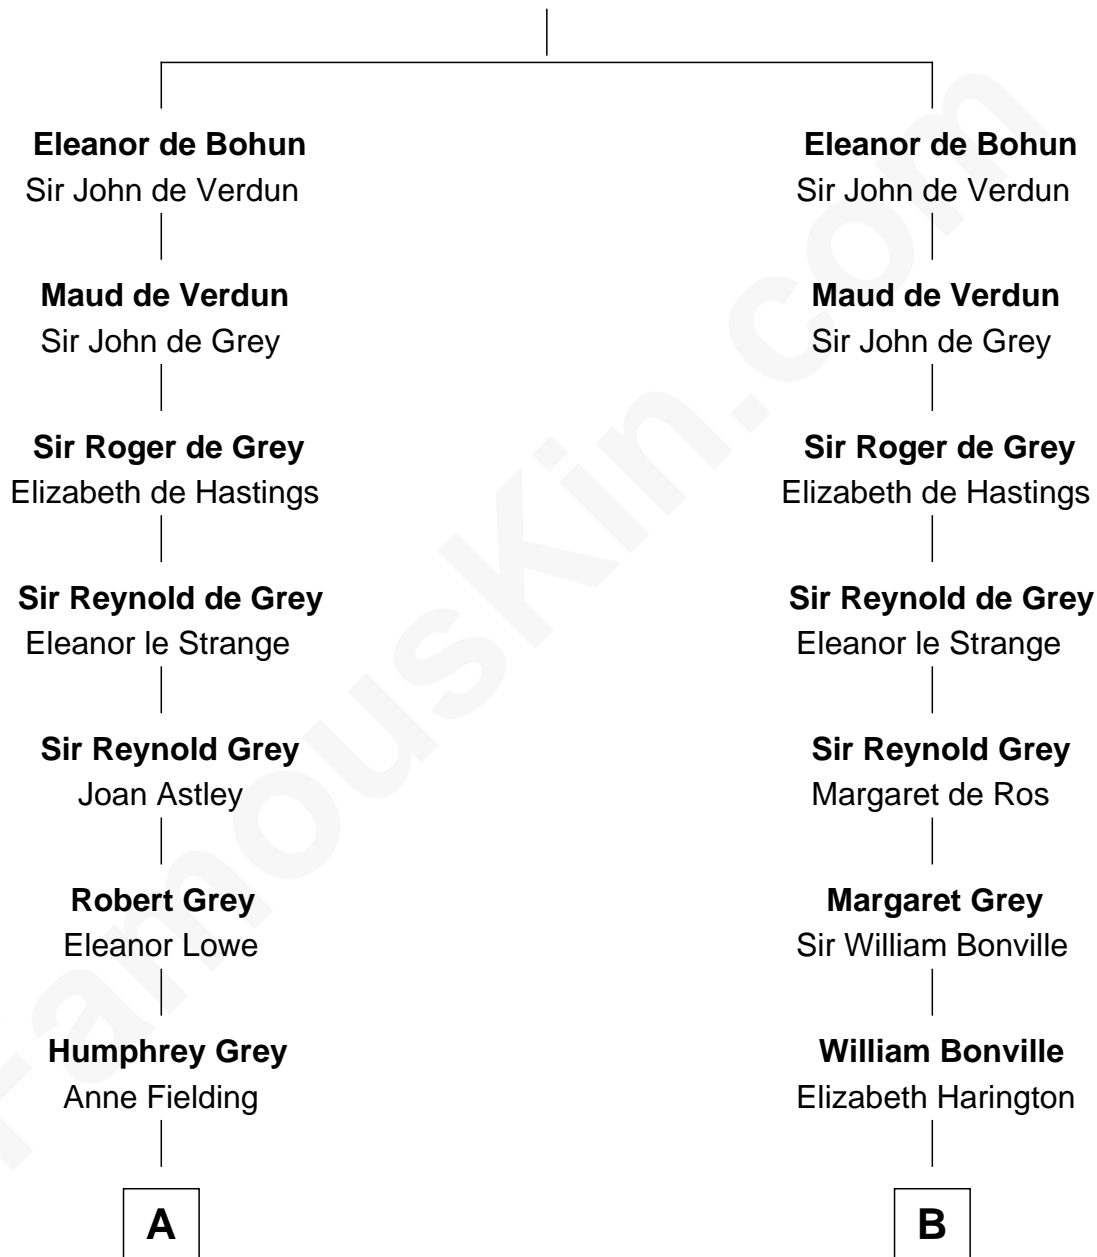 Eleanor de Bohun
Sir John de Verdun
Maud de Verdun
Sir John de Grey
Sir Roger de Grey
Elizabeth de Hastings
Sir Reynold de Grey
Eleanor le Strange
Sir Reynold Grey
Joan Astley
Robert Grey
Eleanor Lowe
Humphrey Grey
Anne Fielding
A
Eleanor de Bohun
Sir John de Verdun
Maud de Verdun
Sir John de Grey
Sir Roger de Grey
Elizabeth de Hastings
Sir Reynold de Grey
Eleanor le Strange
Sir Reynold Grey
Margaret de Ros
Margaret Grey
Sir William Bonville
William Bonville
Elizabeth Harington
B
FamousKin.com